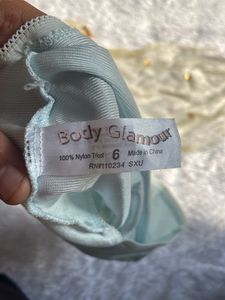 Body Glamour
100% Nylon Tricot 6 Made in China
RN#110234 SXU